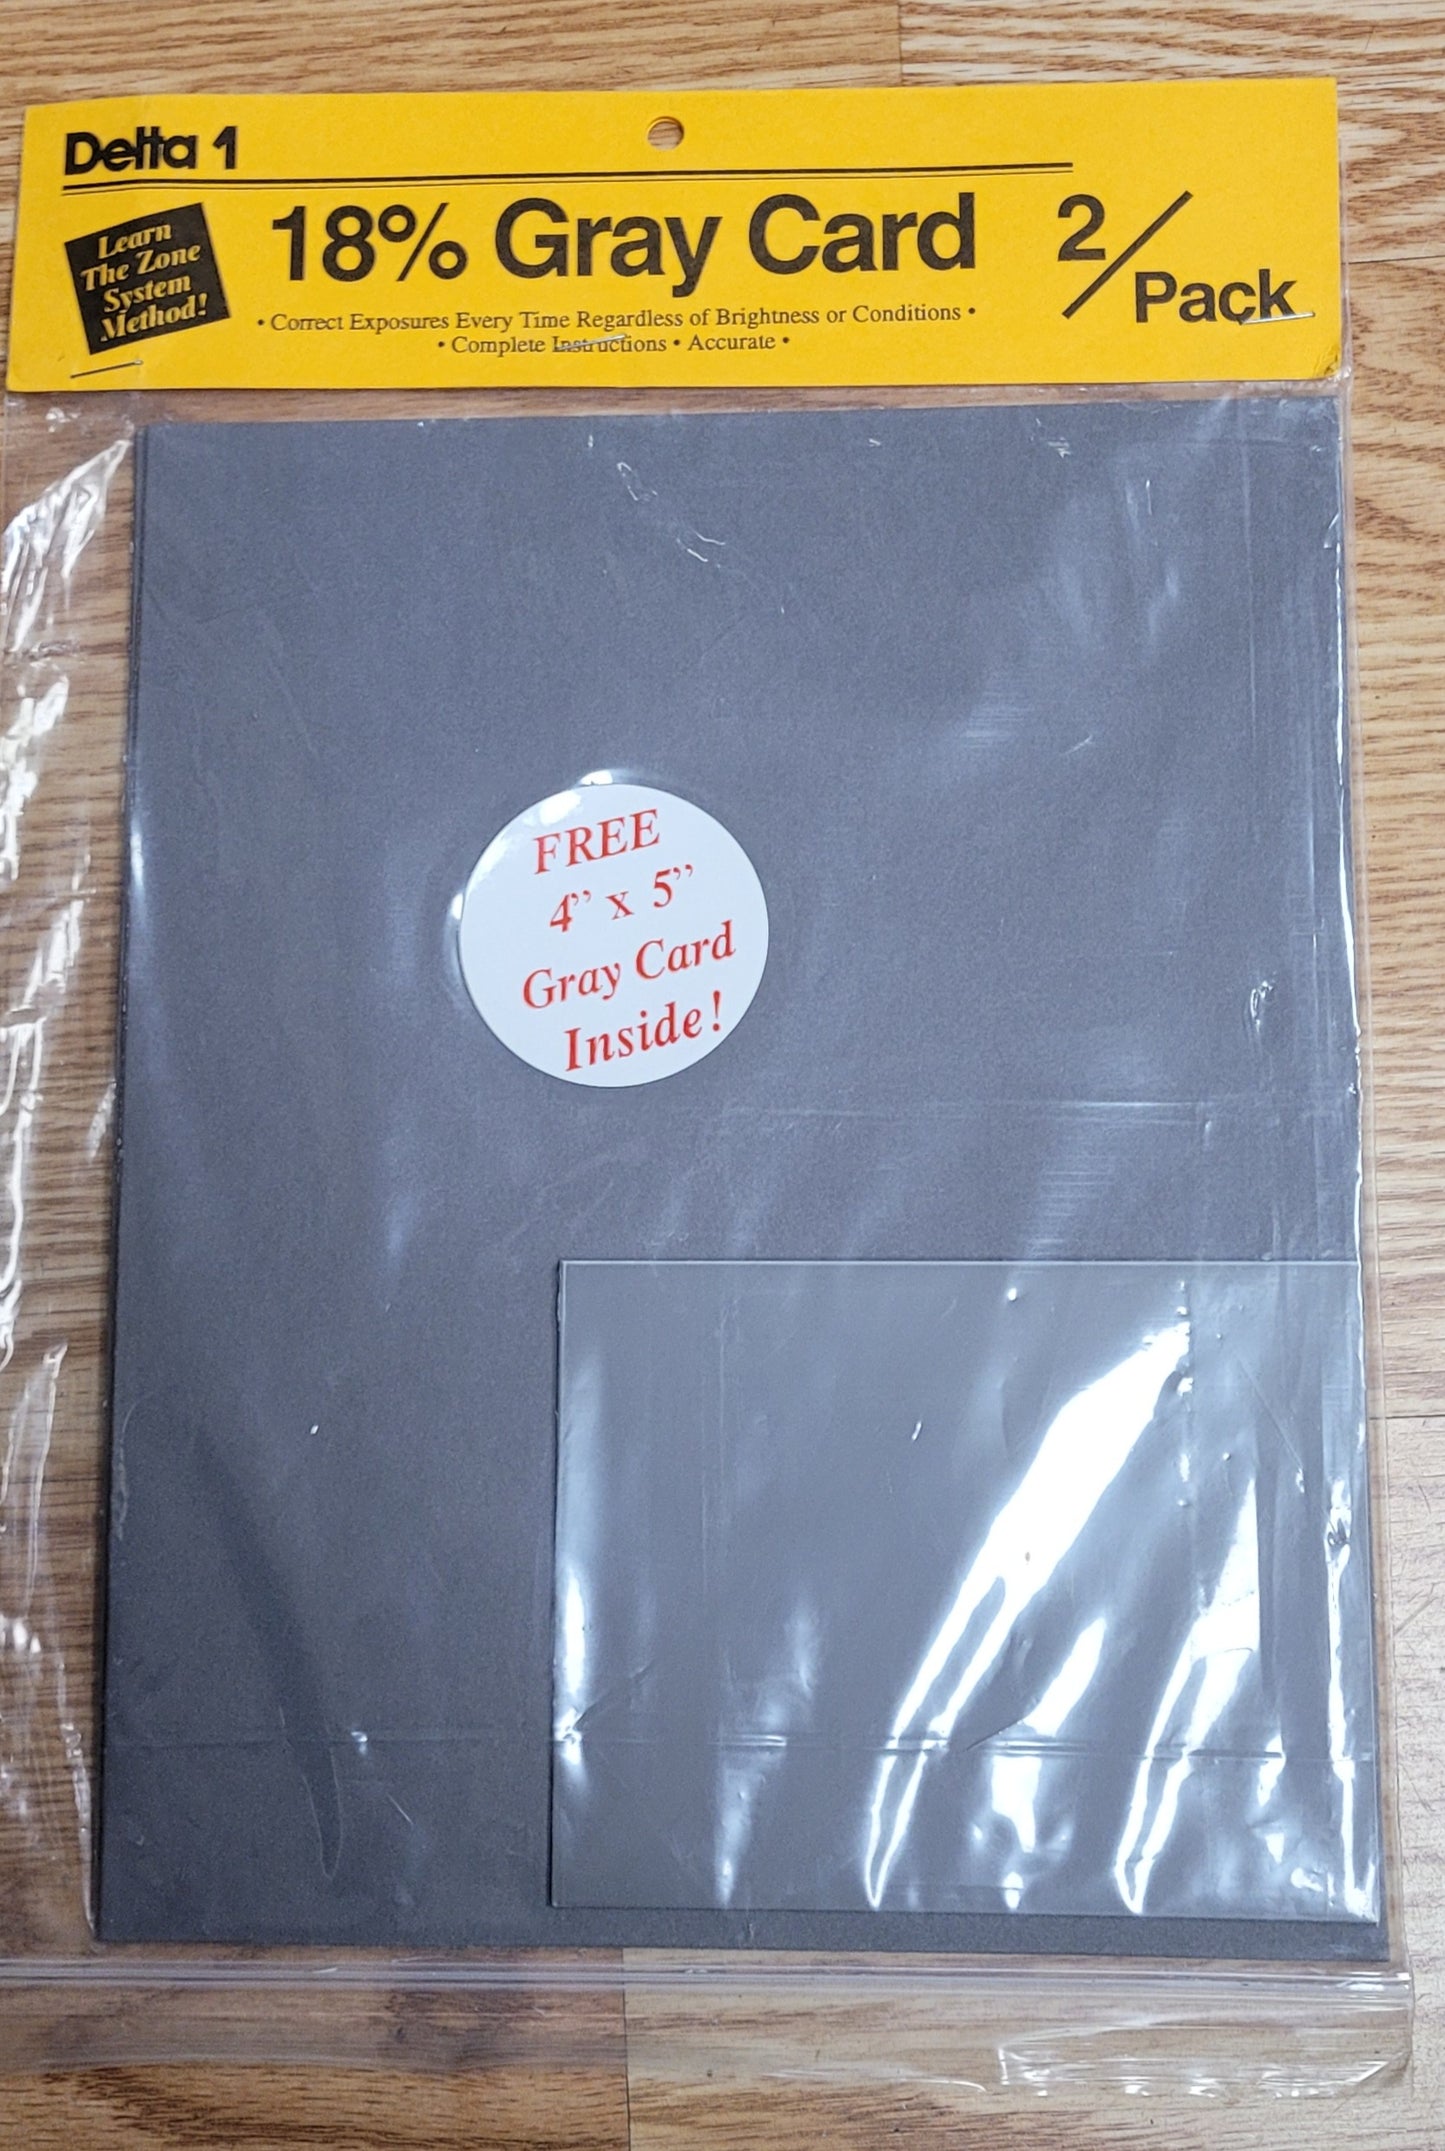 Delta 1
Learn
The Zone
System
Method!
18% Gray Card
2/Pack
• Correct Exposures Every Time Regardless of Brightness or Conditions •
• Complete Instructions • Accurate •
FREE
4” x 5”
Gray Card
Inside!